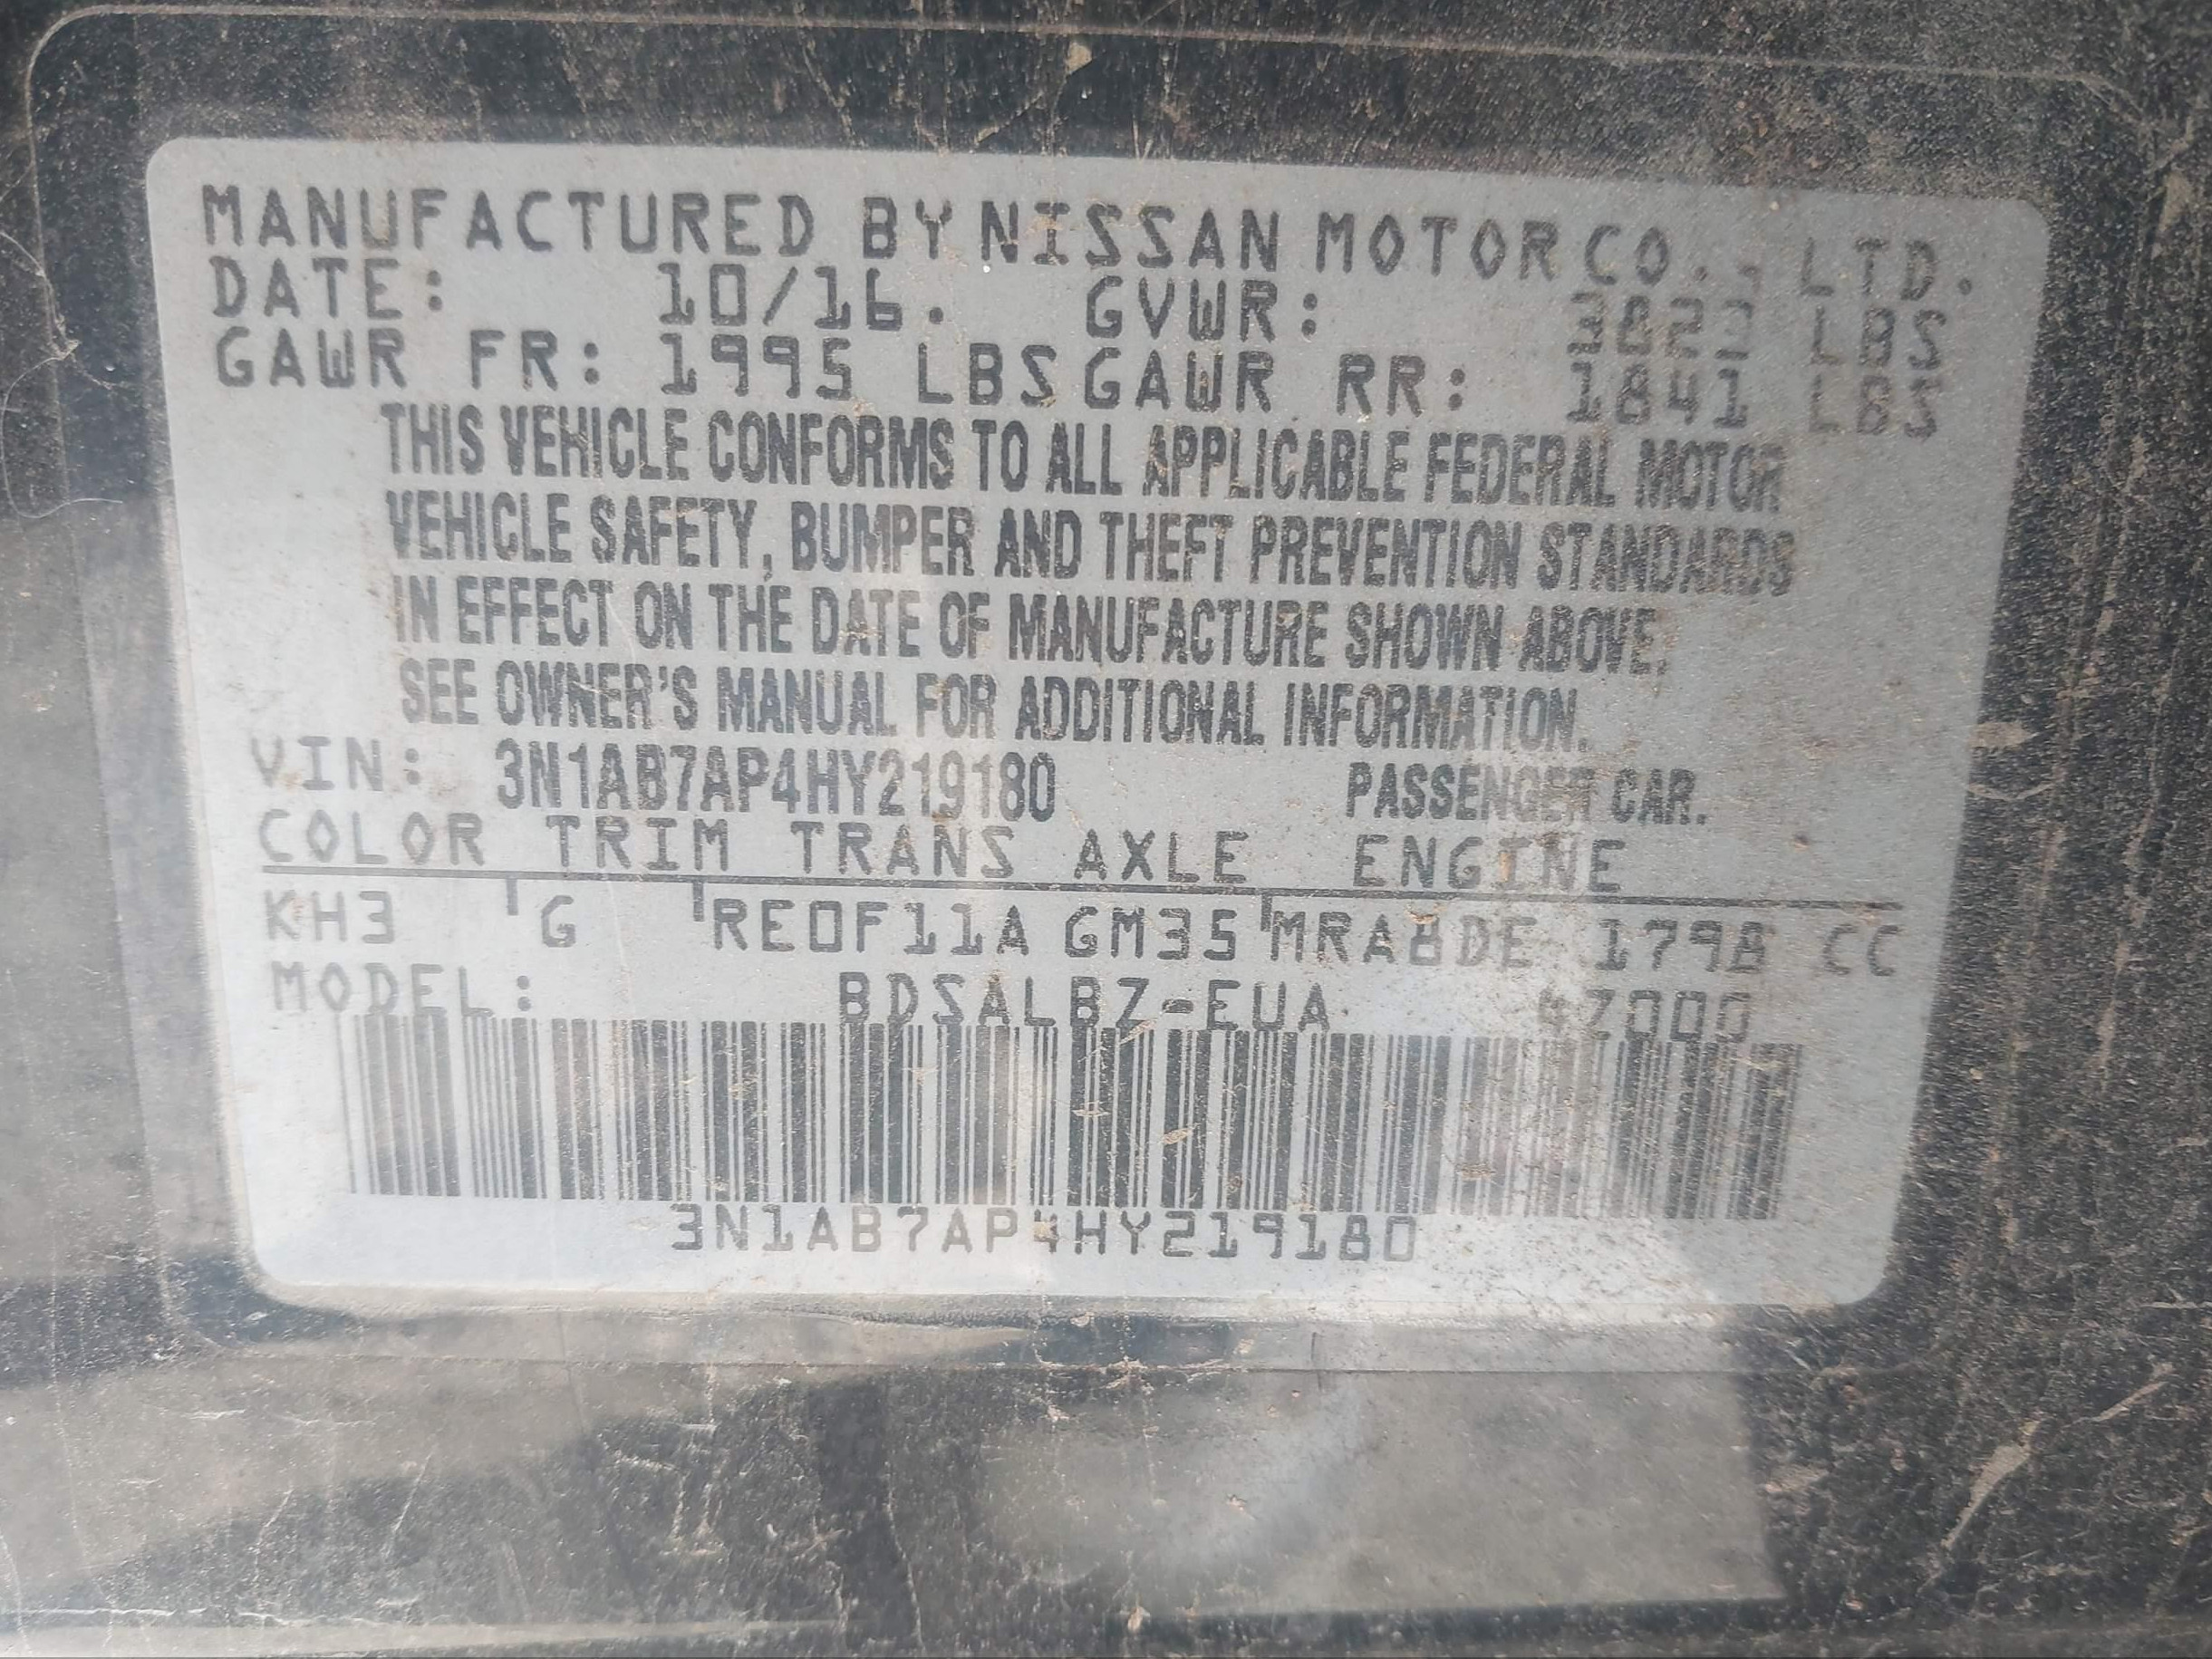 MANUFACTURED BY NISSAN MOTOR CO., LTD.
DATE: 10/16. GVWR: LBS
GAWR FR: 1995 LBS GAWR RR: 1841 LBS
THIS VEHICLE CONFORMS TO ALL APPLICABLE FEDERAL MOTOR
VEHICLE SAFETY, BUMPER AND THEFT PREVENTION STANDARDS
IN EFFECT ON THE DATE OF MANUFACTURE SHOWN ABOVE.
SEE OWNER'S MANUAL FOR ADDITIONAL INFORMATION.
VIN: 3N1AB7AP4HY219180 PASSENGER CAR.
COLOR TRIM TRANS AXLE ENGINE
KH3 G RE0F11A GM35 MRA8DE 1798 CC
MODEL: BDSALBZ-EUA 4Z000
3N1AB7AP4HY219180